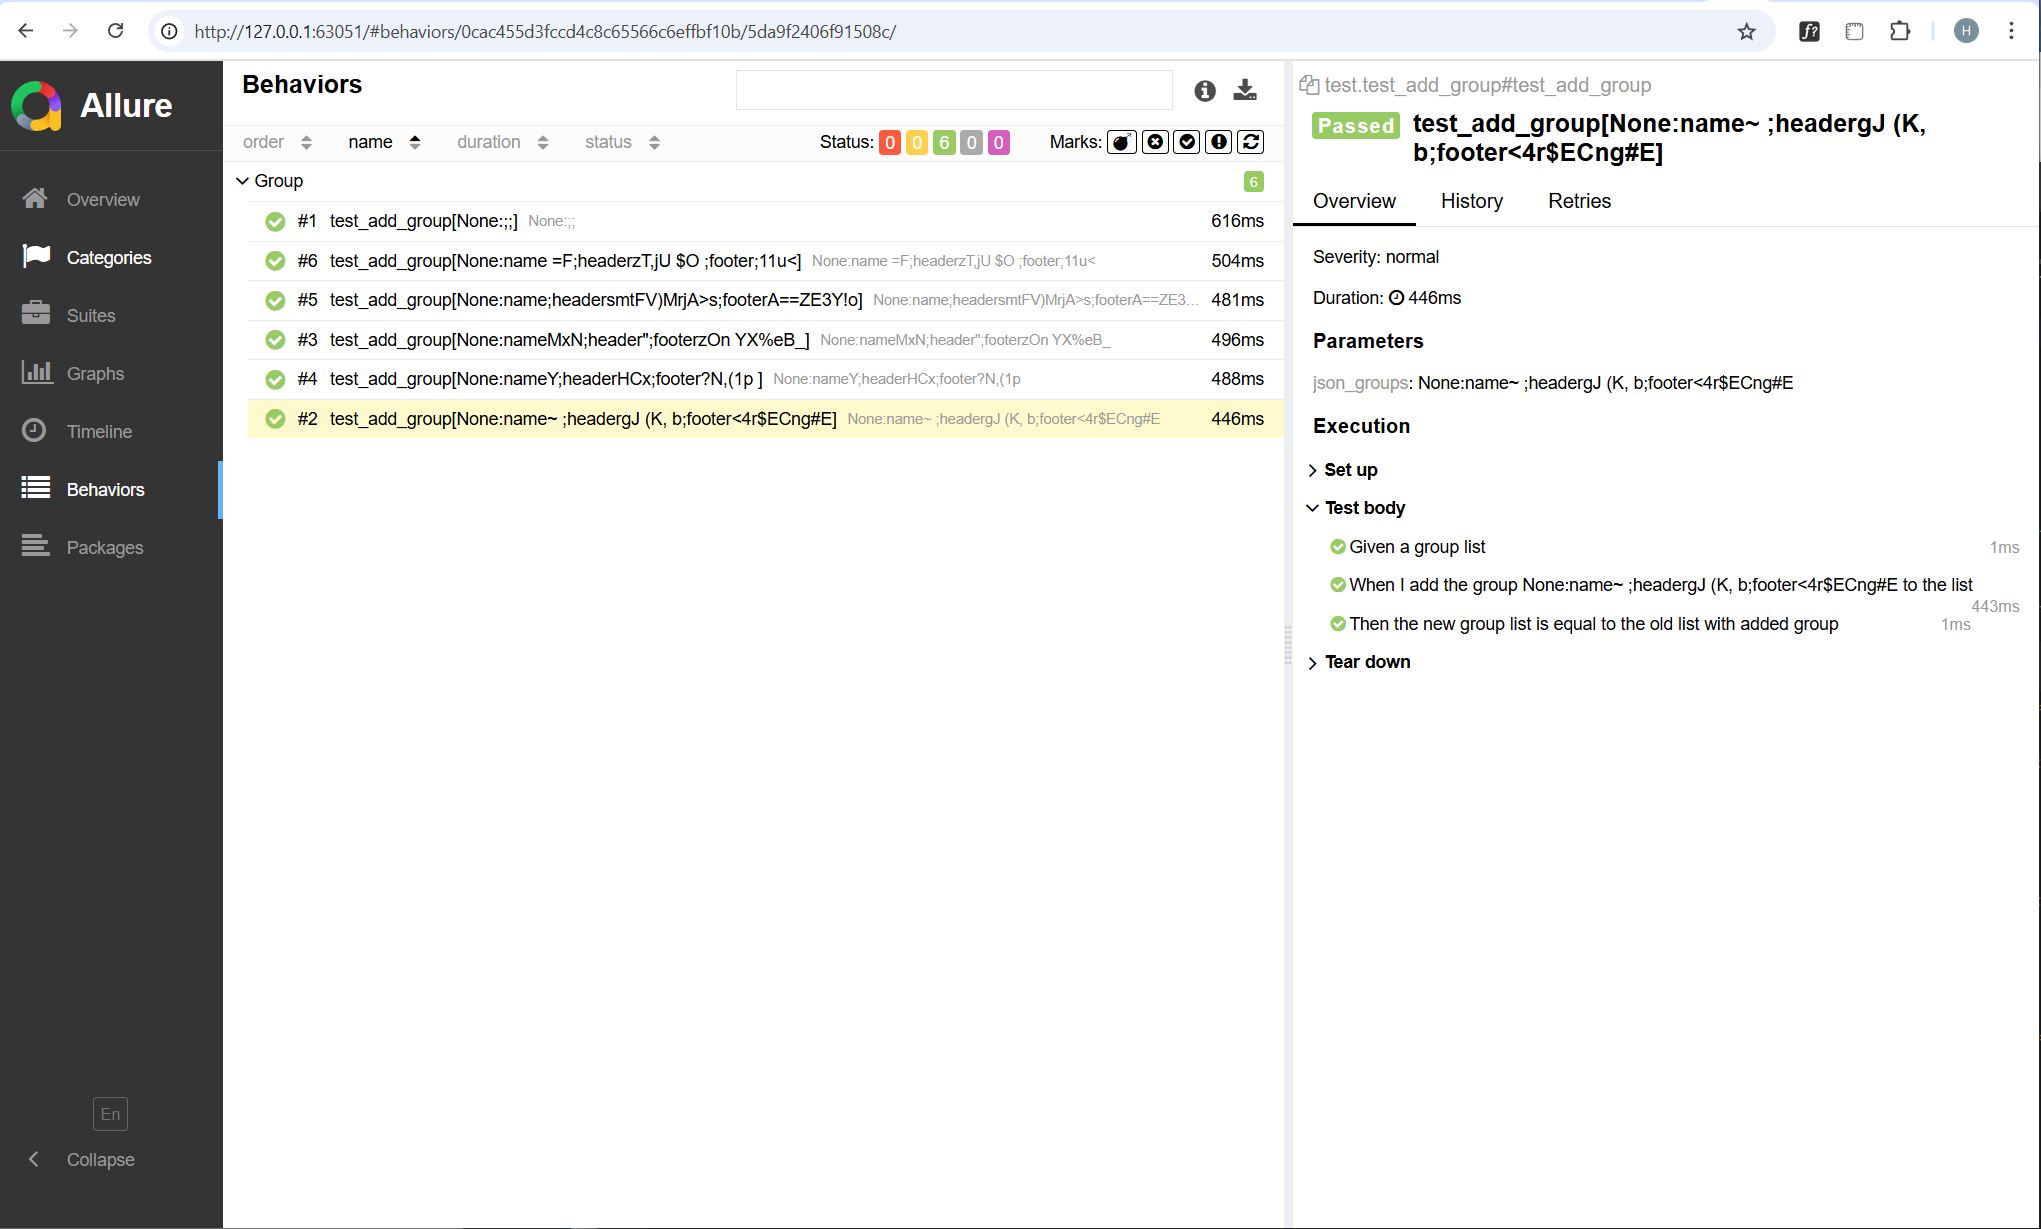 http://127.0.0.1:63051/#behaviors/0cac455d3fccd4c8c65566c6effbf10b/5da9f2406f91508c/
H
Allure
Overview
Categories
Suites
Graphs
Timeline
Behaviors
Packages
En
Collapse
Behaviors
order name duration status Status: 0 0 6 0 0 Marks:
Group 6
#1 test_add_group[None:;;] None:;; 616ms
#6 test_add_group[None:name =F;headerzT,jU $O ;footer;11u<] None:name =F;headerzT,jU $O ;footer;11u< 504ms
#5 test_add_group[None:name;headersmtFV)MrjA>s;footerA==ZE3Y!o] None:name;headersmtFV)MrjA>s;footerA==ZE3... 481ms
#3 test_add_group[None:nameMxN;header";footerzOn YX%eB_] None:nameMxN;header";footerzOn YX%eB_ 496ms
#4 test_add_group[None:nameY;headerHCx;footer?N,(1p ] None:nameY;headerHCx;footer?N,(1p 488ms
#2 test_add_group[None:name~ ;headergJ (K, b;footer<4r$ECng#E] None:name~ ;headergJ (K, b;footer<4r$ECng#E 446ms
test.test_add_group#test_add_group
Passed test_add_group[None:name~ ;headergJ (K,
b;footer<4r$ECng#E]
Overview History Retries
Severity: normal
Duration: 446ms
Parameters
json_groups: None:name~ ;headergJ (K, b;footer<4r$ECng#E
Execution
Set up
Test body
Given a group list 1ms
When I add the group None:name~ ;headergJ (K, b;footer<4r$ECng#E to the list
443ms
Then the new group list is equal to the old list with added group 1ms
Tear down